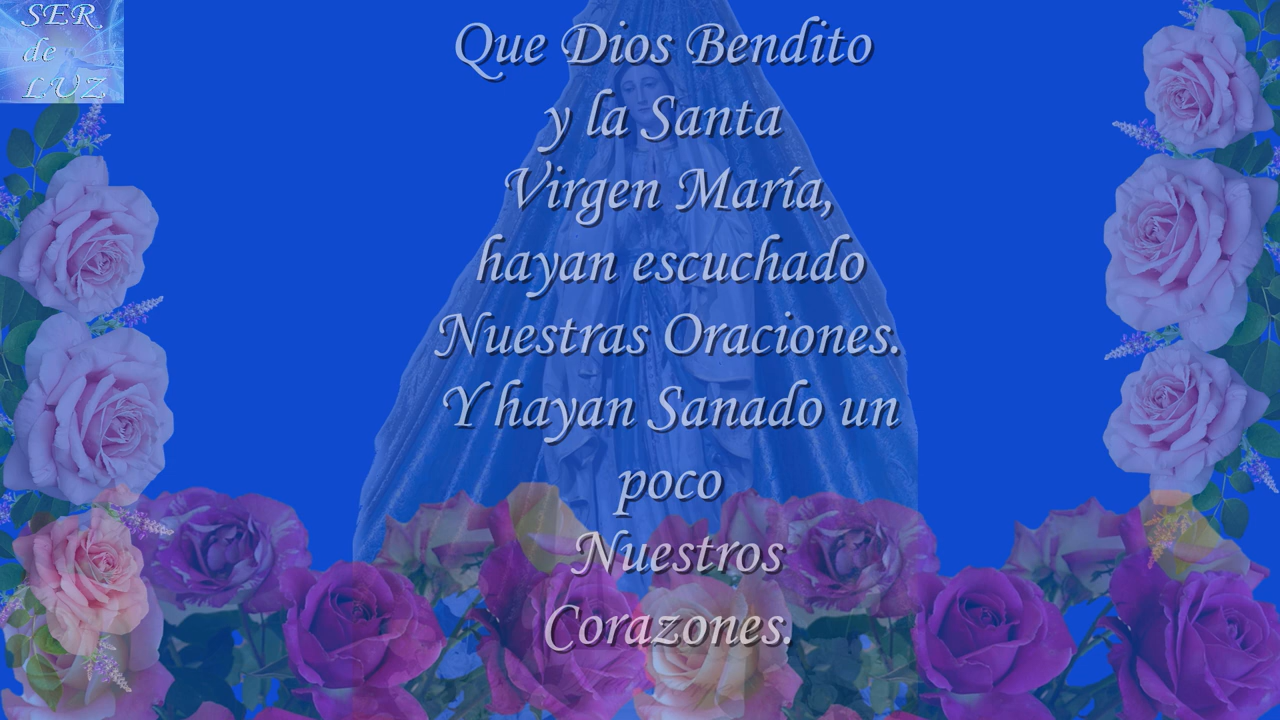 SER
de
LUZ
Que Dios Bendito
y la Santa
Virgen María,
hayan escuchado
Nuestras Oraciones.
Y hayan Sanado un
poco
Nuestros
Corazones.